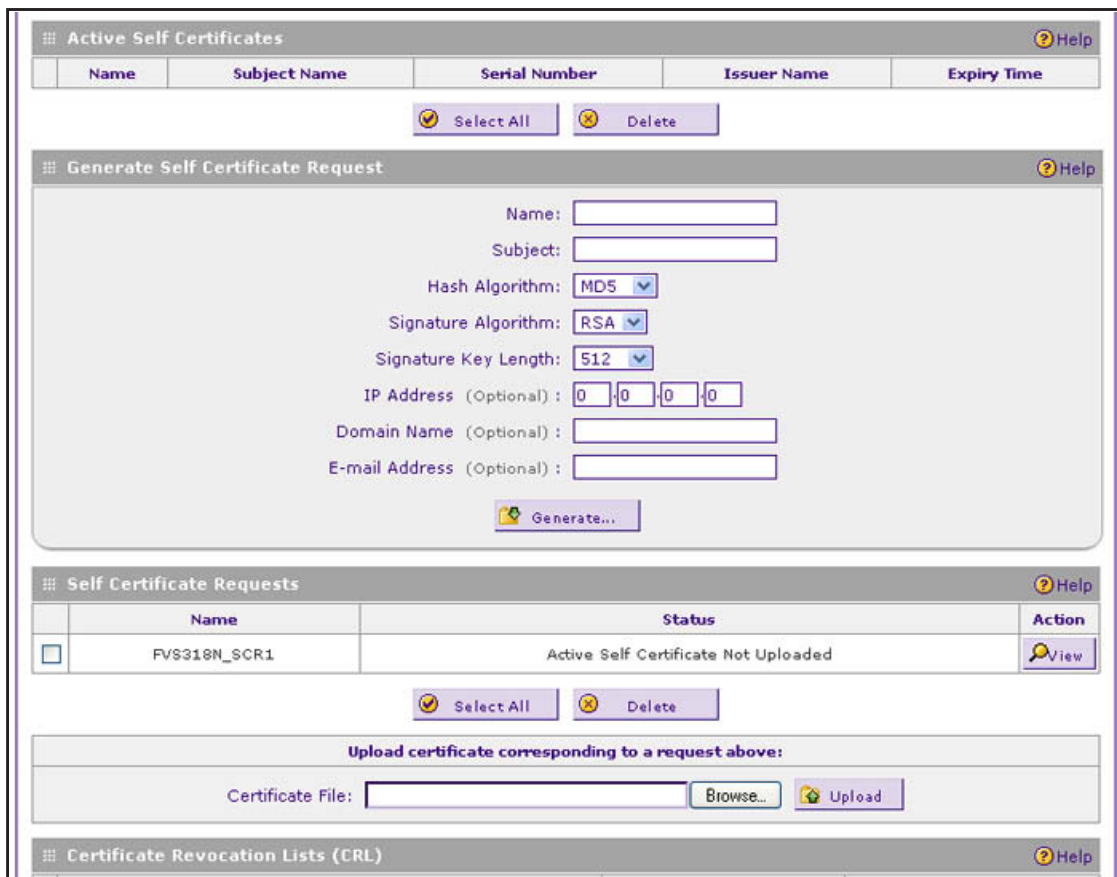 Active Self Certificates Help
Name Subject Name Serial Number Issuer Name Expiry Time
Select All Delete
Generate Self Certificate Request Help
Name:
Subject:
Hash Algorithm: MD5
Signature Algorithm: RSA
Signature Key Length: 512
IP Address (Optional) : 0 .0 .0 .0
Domain Name (Optional) :
E-mail Address (Optional) :
Generate...
Self Certificate Requests Help
Name Status Action
FVS318N_SCR1 Active Self Certificate Not Uploaded View
Select All Delete
Upload certificate corresponding to a request above:
Certificate File: Browse... Upload
Certificate Revocation Lists (CRL) Help